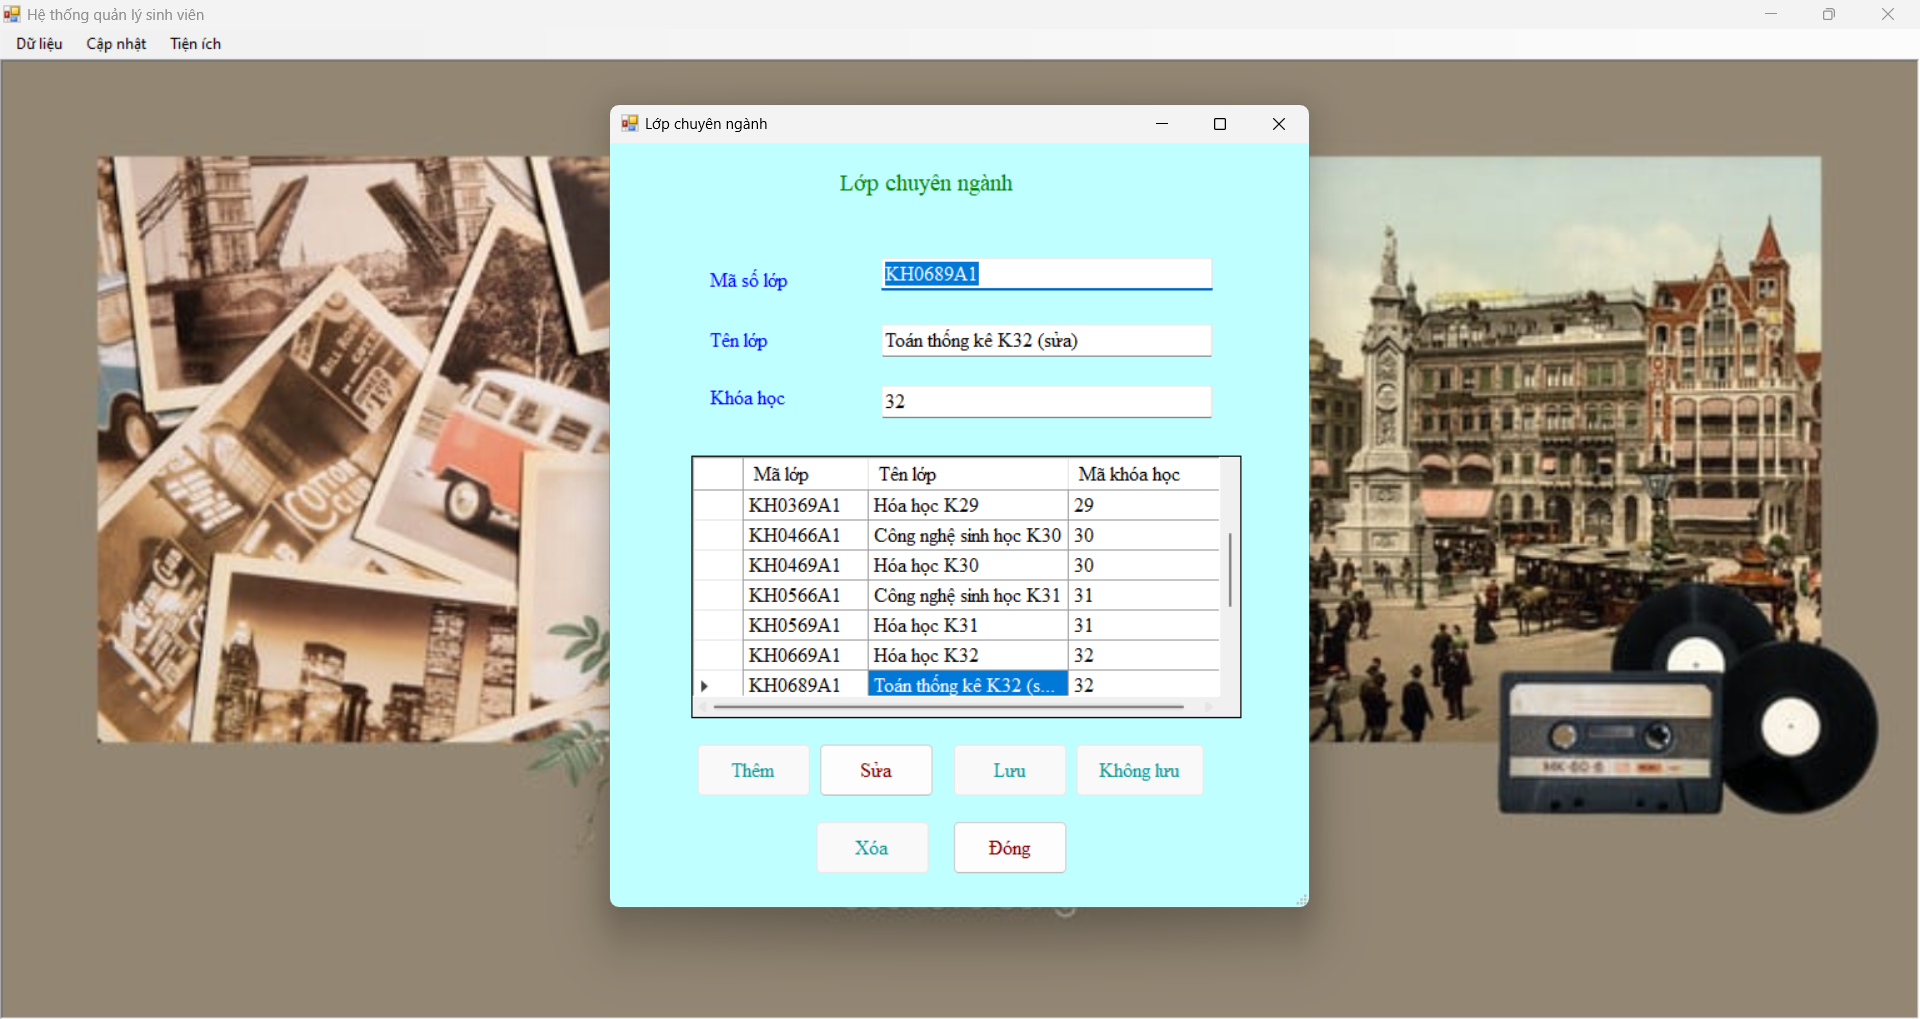 Hệ thống quản lý sinh viên
Dữ liệu Cập nhật Tiện ích
Lớp chuyên ngành
Lớp chuyên ngành
Mã số lớp KH0689A1
Tên lớp Toán thống kê K32 (sửa)
Khóa học 32
Mã lớp Tên lớp Mã khóa học
KH0369A1 Hóa học K29 29
KH0466A1 Công nghệ sinh học K30 30
KH0469A1 Hóa học K30 30
KH0566A1 Công nghệ sinh học K31 31
KH0569A1 Hóa học K31 31
KH0669A1 Hóa học K32 32
KH0689A1 Toán thống kê K32 (s... 32
Thêm Sửa Lưu Không lưu
Xóa Đóng
COTTON
CLUB